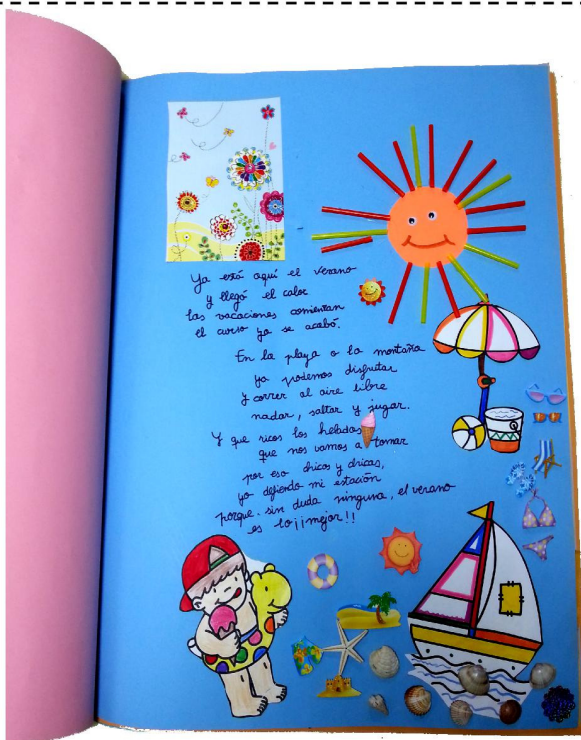 Ya está aquí el verano
y llegó el calor
las vacaciones comienzan
el curso ya se acabó.
En la playa o la montaña
ya podemos disfrutar
y correr al aire libre
nadar, saltar y jugar.
Y que ricos los helados
que nos vamos a tomar
por eso chicos y chicas,
yo defiendo mi estación
porque. sin duda ninguna, el verano
es lo ¡¡mejor!!